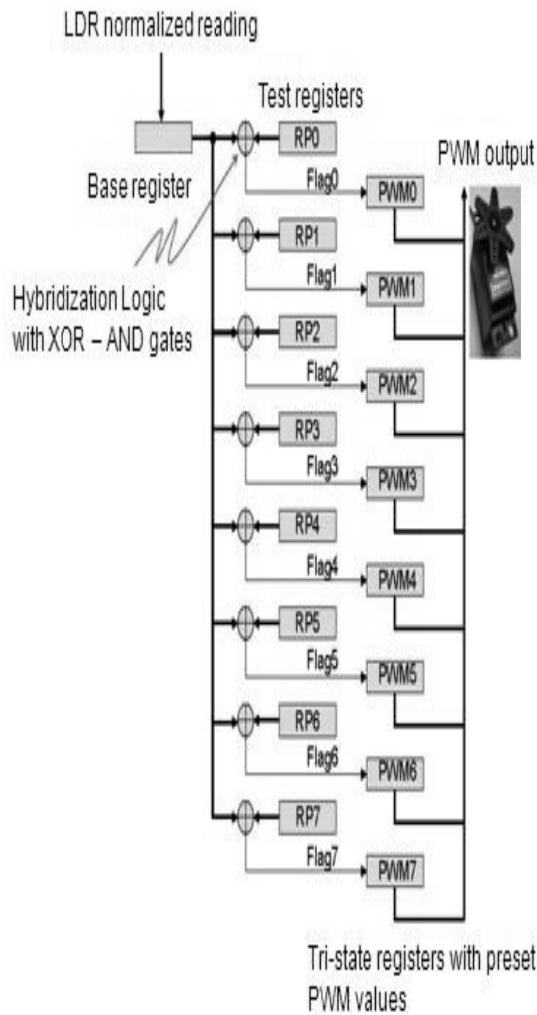 LDR normalized reading
Test registers
RP0
PWM output
Base register
Flag0
PWM0
RP1
Hybridization Logic
with XOR – AND gates
Flag1
PWM1
RP2
Flag2
PWM2
RP3
Flag3
PWM3
RP4
Flag4
PWM4
RP5
Flag5
PWM5
RP6
Flag6
PWM6
RP7
Flag7
PWM7
Tri-state registers with preset
PWM values